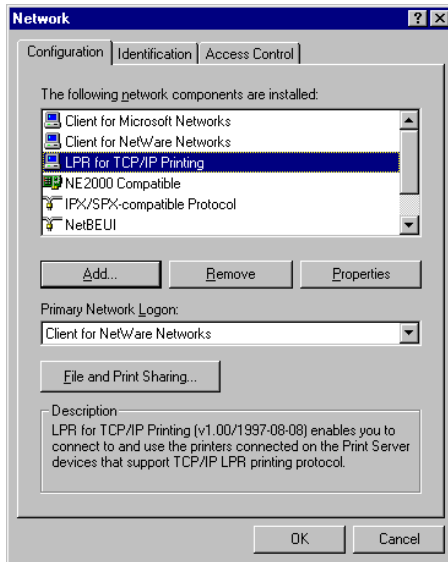 Network
Configuration Identification Access Control
The following network components are installed:
Client for Microsoft Networks
Client for NetWare Networks
LPR for TCP/IP Printing
NE2000 Compatible
IPX/SPX-compatible Protocol
NetBEUI
Add... Remove Properties
Primary Network Logon:
Client for NetWare Networks
File and Print Sharing...
Description
LPR for TCP/IP Printing (v1.00/1997-08-08) enables you to
connect to and use the printers connected on the Print Server
devices that support TCP/IP LPR printing protocol.
OK Cancel